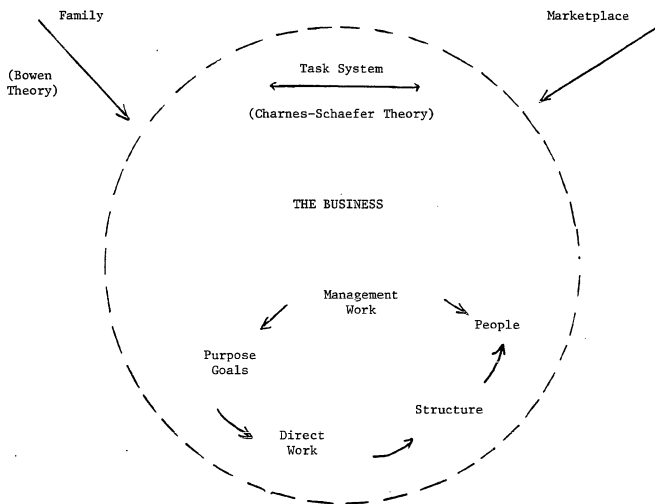 Family
Marketplace
(Bowen
Theory)
Task System
(Charnes-Schaefer Theory)
THE BUSINESS
Management
Work
People
Purpose
Goals
Structure
Direct
Work